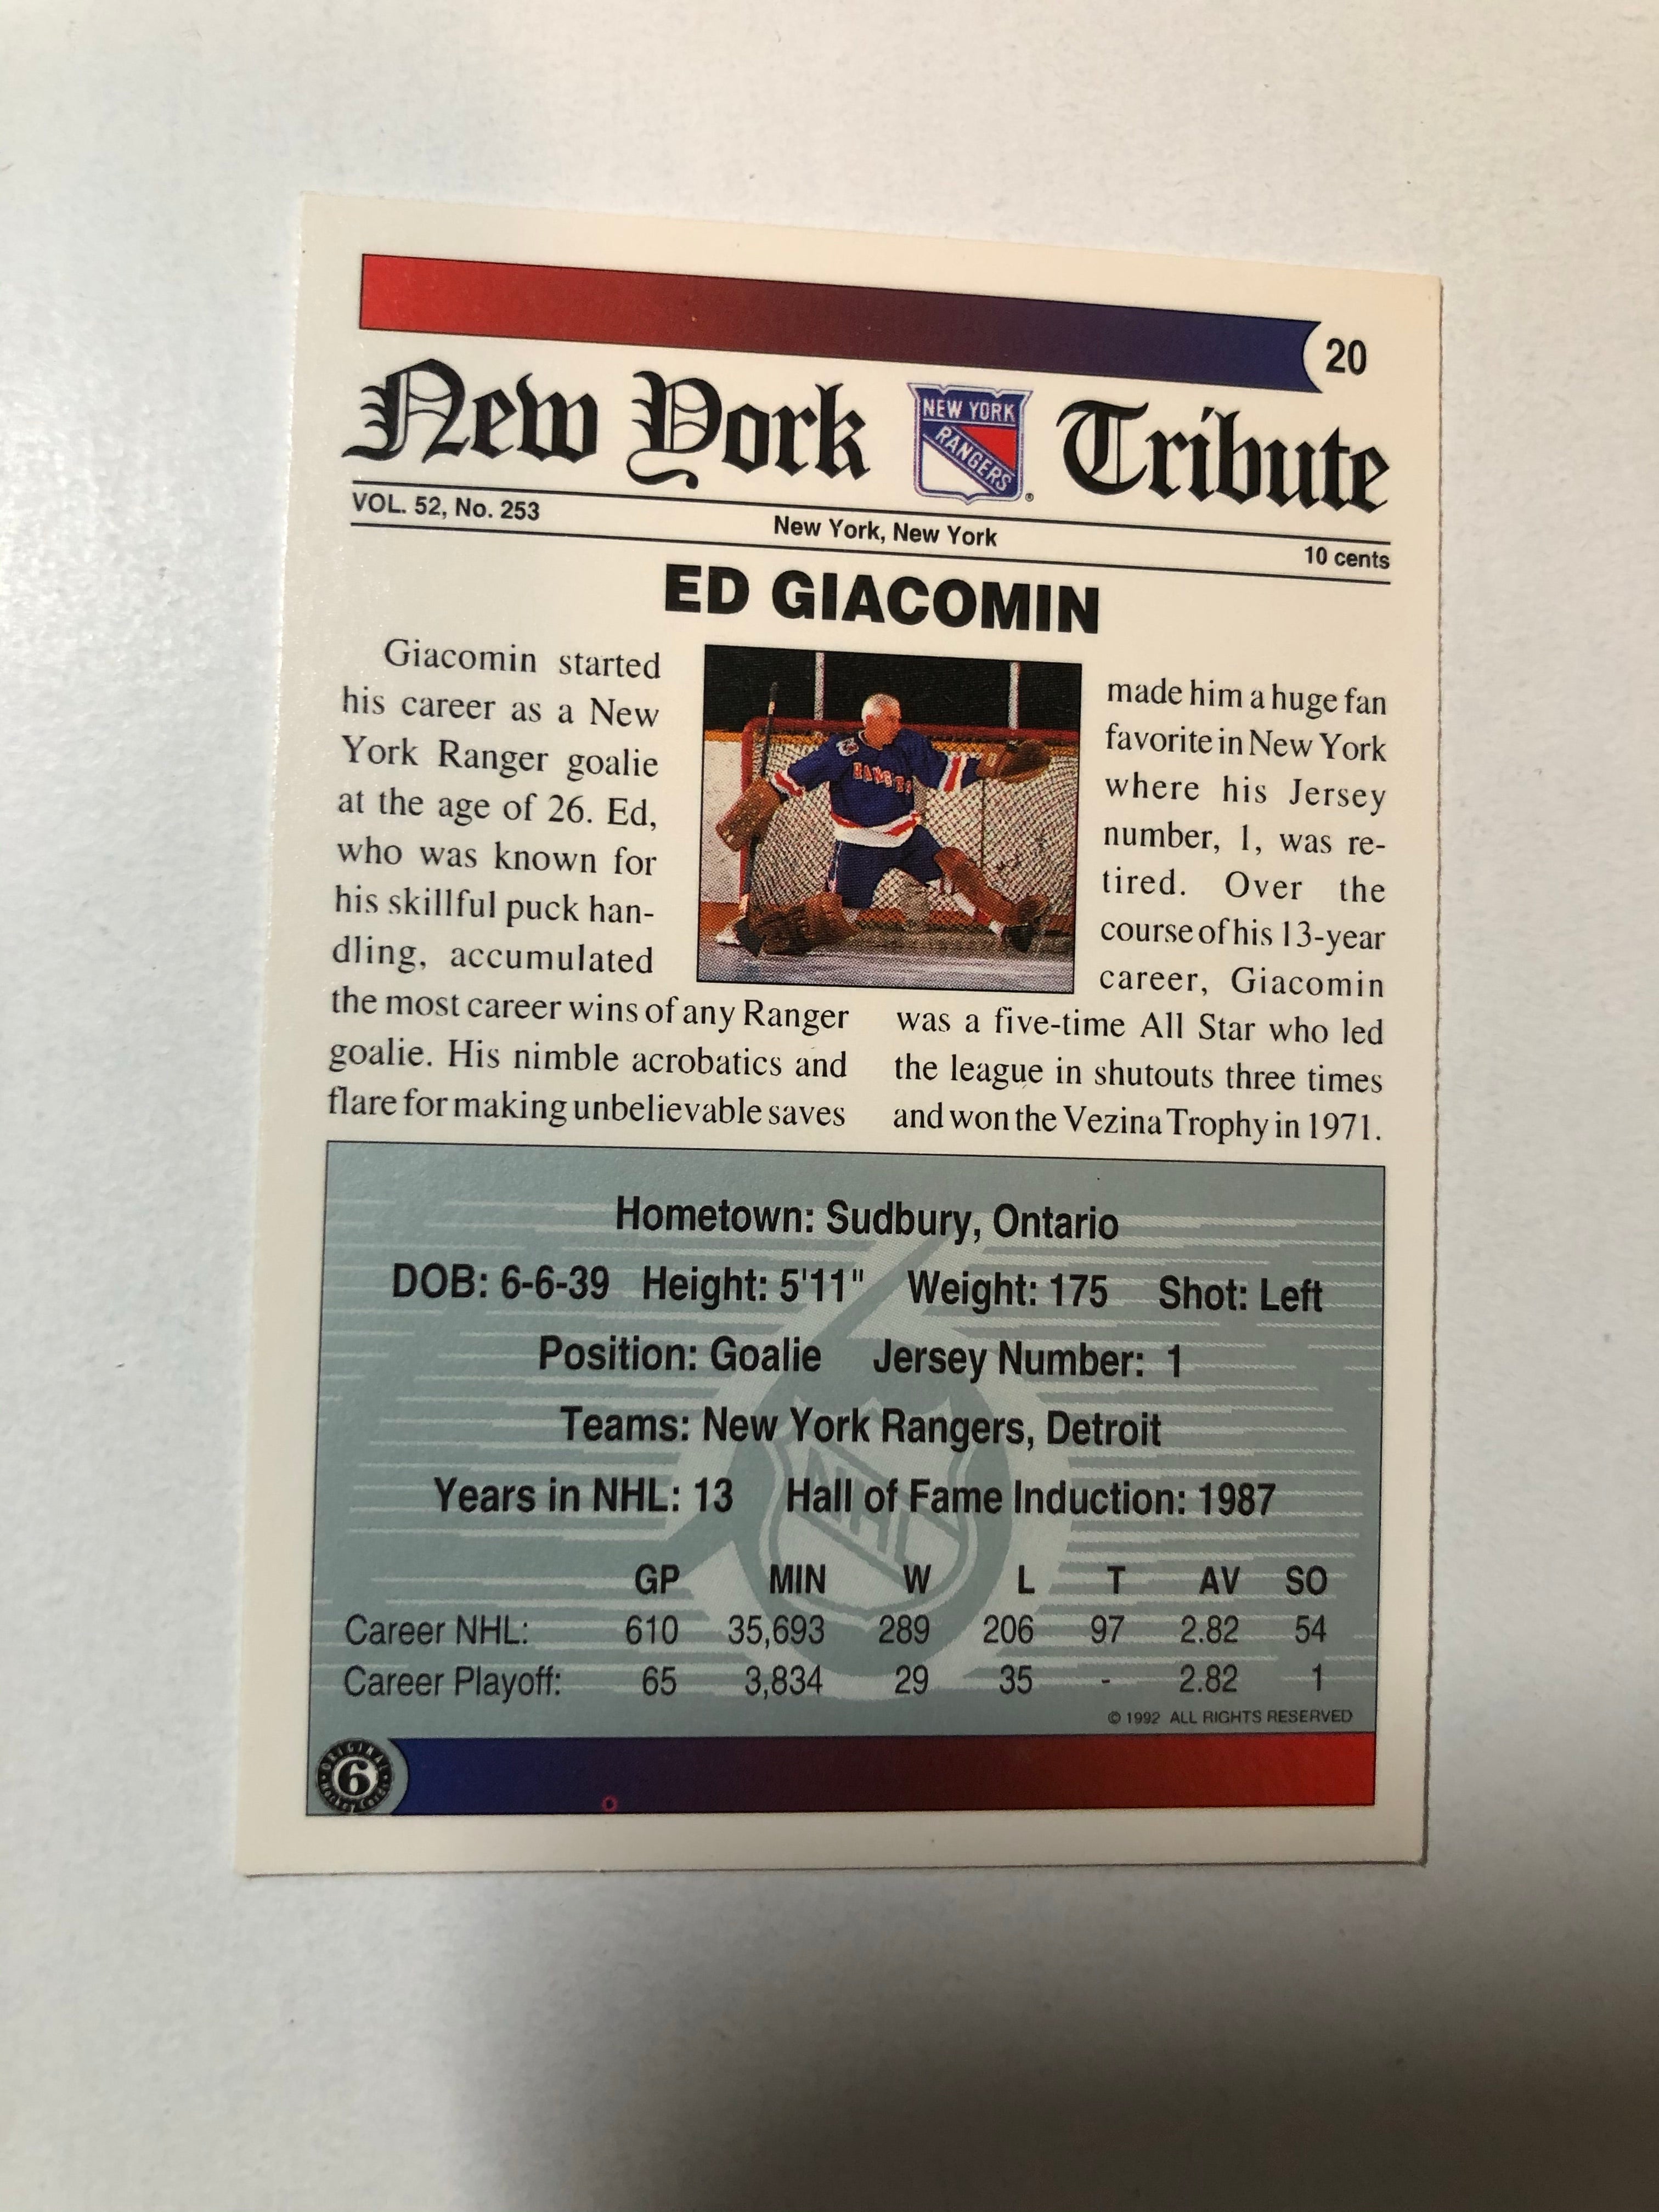 20
New York Tribute
NEW YORK
RANGERS
VOL. 52, No. 253 New York, New York 10 cents
ED GIACOMIN
Giacomin started
his career as a New
York Ranger goalie
at the age of 26. Ed,
who was known for
his skillful puck han-
dling, accumulated
the most career wins of any Ranger
goalie. His nimble acrobatics and
flare for making unbelievable saves
RANGERS
made him a huge fan
favorite in New York
where his Jersey
number, 1, was re-
tired. Over the
course of his 13-year
career, Giacomin
was a five-time All Star who led
the league in shutouts three times
and won the Vezina Trophy in 1971.
Hometown: Sudbury, Ontario
DOB: 6-6-39 Height: 5'11" Weight: 175 Shot: Left
Position: Goalie Jersey Number: 1
Teams: New York Rangers, Detroit
Years in NHL: 13 Hall of Fame Induction: 1987
NHL
GP MIN W L T AV SO
Career NHL: 610 35,693 289 206 97 2.82 54
Career Playoff: 65 3,834 29 35 - 2.82 1
© 1992 ALL RIGHTS RESERVED
ORIGINAL
6